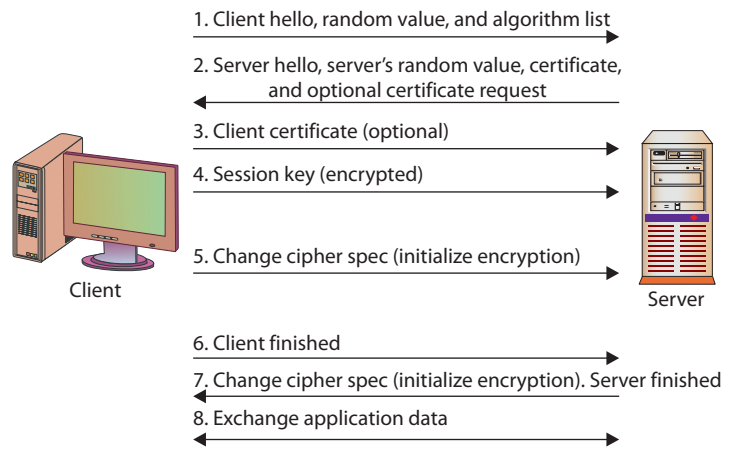 1. Client hello, random value, and algorithm list
2. Server hello, server's random value, certificate,
and optional certificate request
3. Client certificate (optional)
4. Session key (encrypted)
5. Change cipher spec (initialize encryption)
Client
Server
6. Client finished
7. Change cipher spec (initialize encryption). Server finished
8. Exchange application data